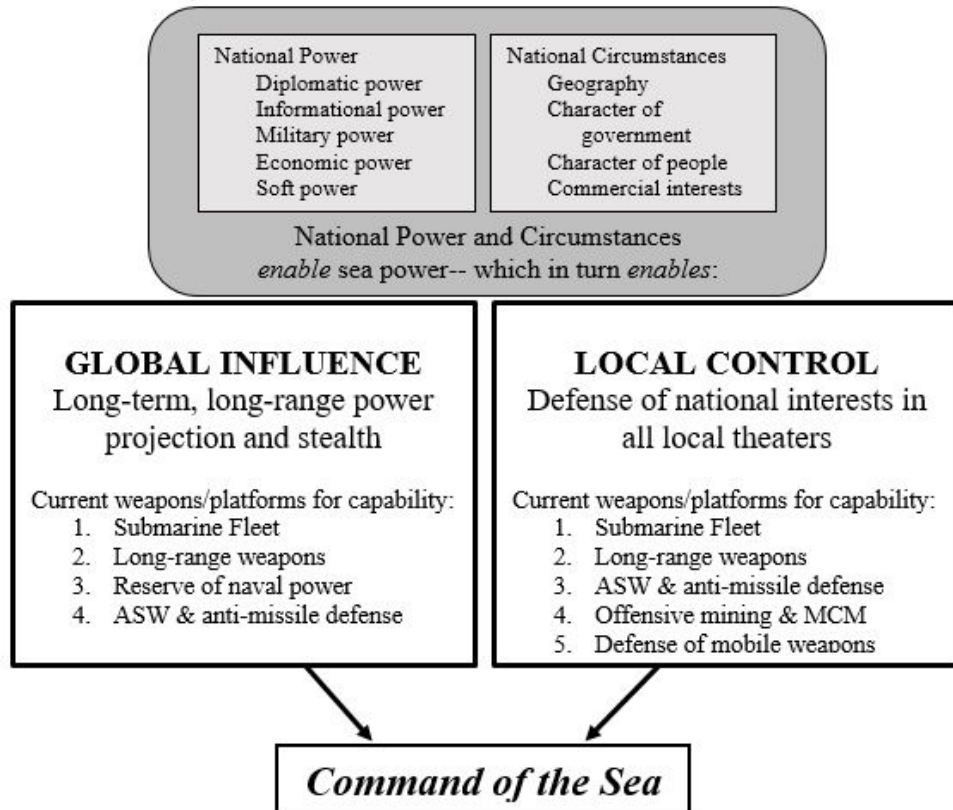 National Power
Diplomatic power
Informational power
Military power
Economic power
Soft power
National Circumstances
Geography
Character of
government
Character of people
Commercial interests
National Power and Circumstances
enable sea power-- which in turn enables:
GLOBAL INFLUENCE
Long-term, long-range power
projection and stealth
Current weapons/platforms for capability:
1. Submarine Fleet
2. Long-range weapons
3. Reserve of naval power
4. ASW & anti-missile defense
LOCAL CONTROL
Defense of national interests in
all local theaters
Current weapons/platforms for capability:
1. Submarine Fleet
2. Long-range weapons
3. ASW & anti-missile defense
4. Offensive mining & MCM
5. Defense of mobile weapons
Command of the Sea